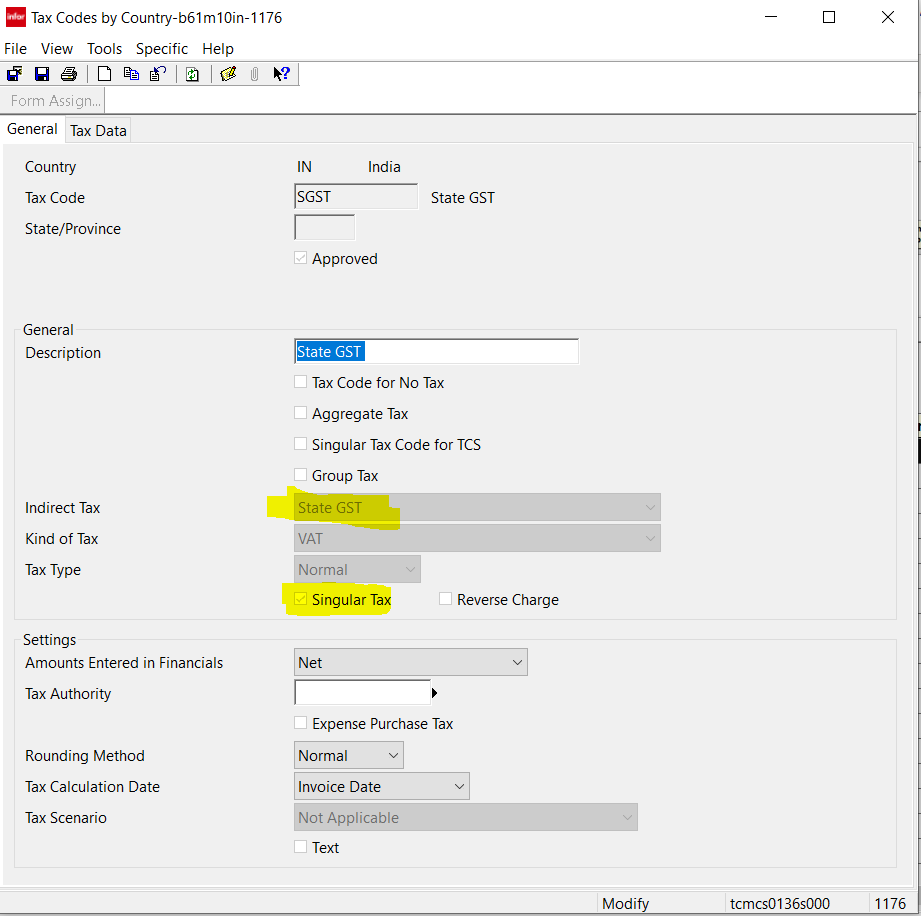 infor Tax Codes by Country-b61m10in-1176
File View Tools Specific Help
Form Assign...
General Tax Data
Country IN India
Tax Code SGST State GST
State/Province
Approved
General
Description State GST
Tax Code for No Tax
Aggregate Tax
Singular Tax Code for TCS
Group Tax
Indirect Tax State GST
Kind of Tax VAT
Tax Type Normal
Singular Tax Reverse Charge
Settings
Amounts Entered in Financials Net
Tax Authority
Expense Purchase Tax
Rounding Method Normal
Tax Calculation Date Invoice Date
Tax Scenario Not Applicable
Text
Modify tcmcs0136s000 1176